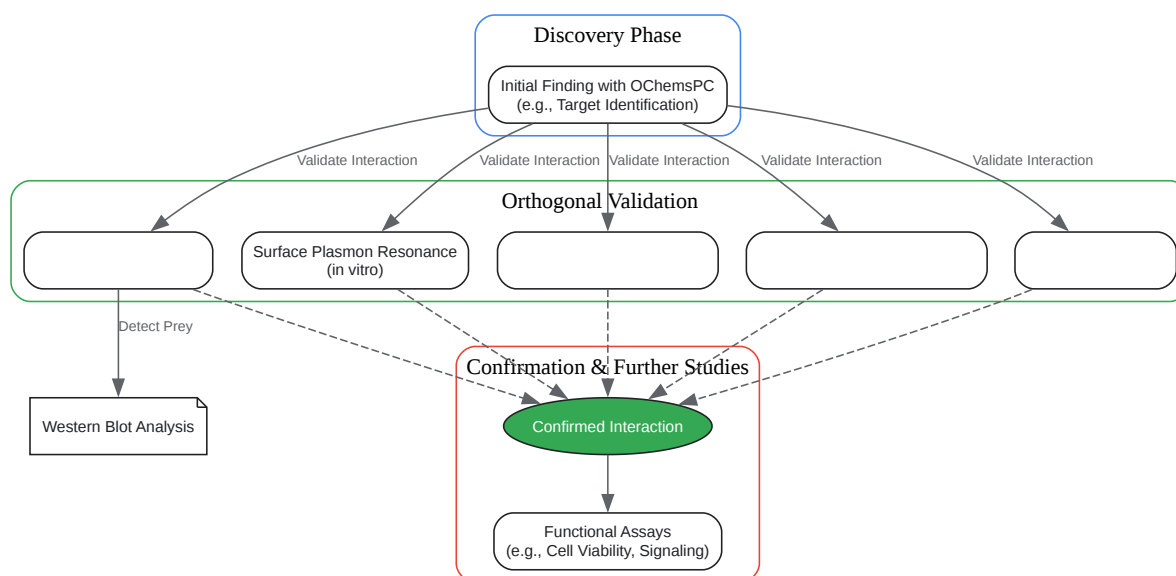 Discovery Phase
Initial Finding with OChemsPC
(e.g., Target Identification)
Validate Interaction
Validate Interaction
Validate Interaction
Validate Interaction
Validate Interaction
Orthogonal Validation
Surface Plasmon Resonance
(in vitro)
Detect Prey
Confirmation & Further Studies
Western Blot Analysis
Confirmed Interaction
Functional Assays
(e.g., Cell Viability, Signaling)